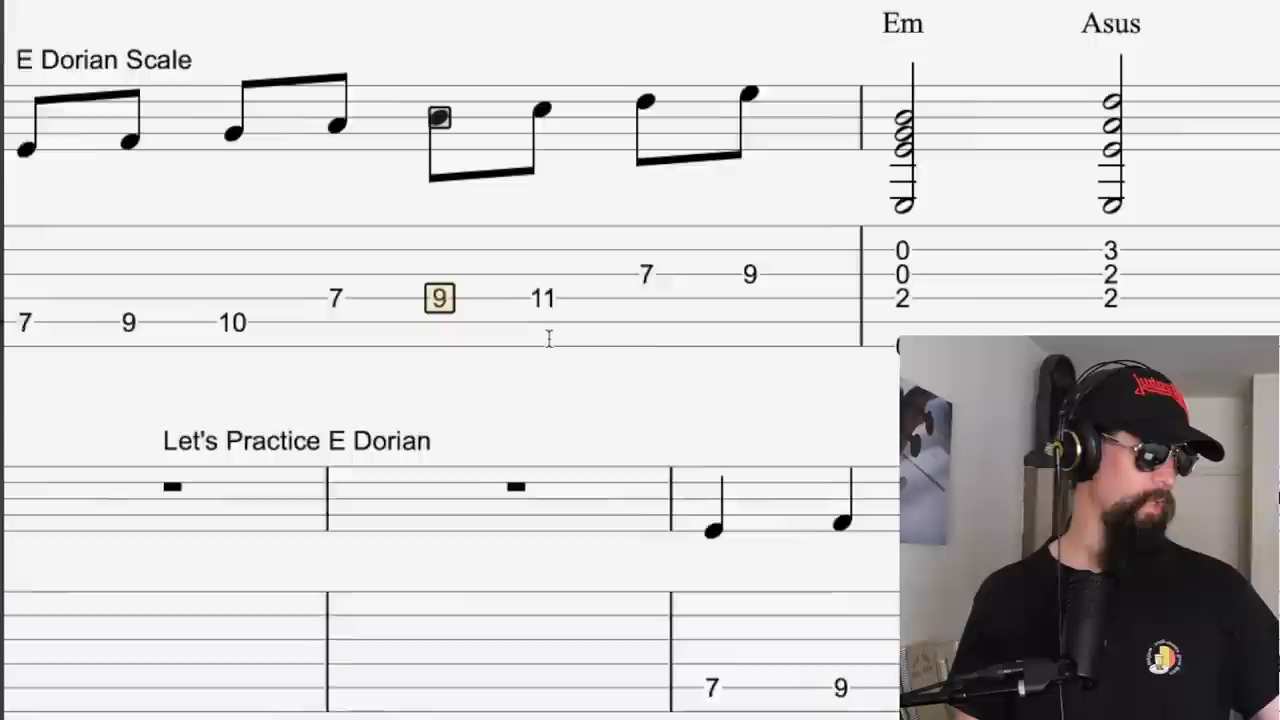 Em Asus
E Dorian Scale
0 3
7 9 0 2
7 9 11 2 2
7 9 10
Let's Practice E Dorian
7 9